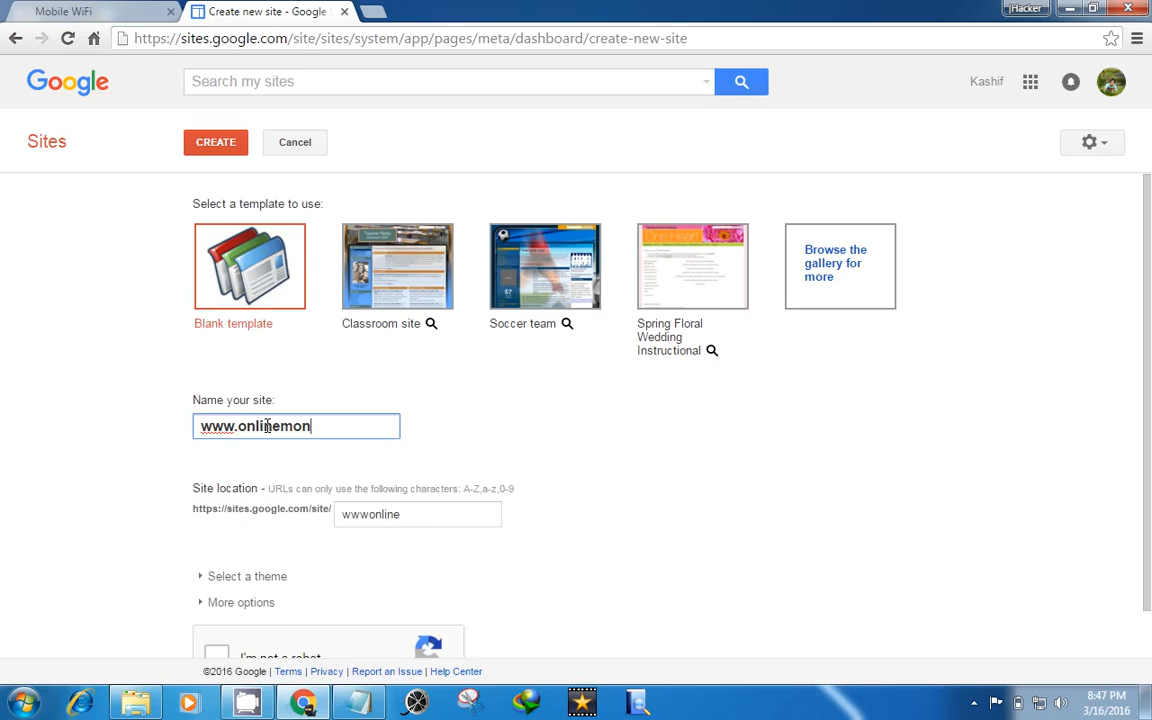 Mobile WiFi
Create new site - Google
jHacker
https://sites.google.com/site/sites/system/app/pages/meta/dashboard/create-new-site
Google
Search my sites
Kashif
Sites
CREATE
Cancel
Select a template to use:
Browse the
gallery for
more
Blank template
Classroom site
Soccer team
Spring Floral
Wedding
Instructional
Name your site:
www.onlinemon
Site location - URLs can only use the following characters: A-Z,a-z,0-9
https://sites.google.com/site/
wwwonline
Select a theme
More options
I'm not a robot
©2016 Google | Terms | Privacy | Report an Issue | Help Center
8:47 PM
3/16/2016